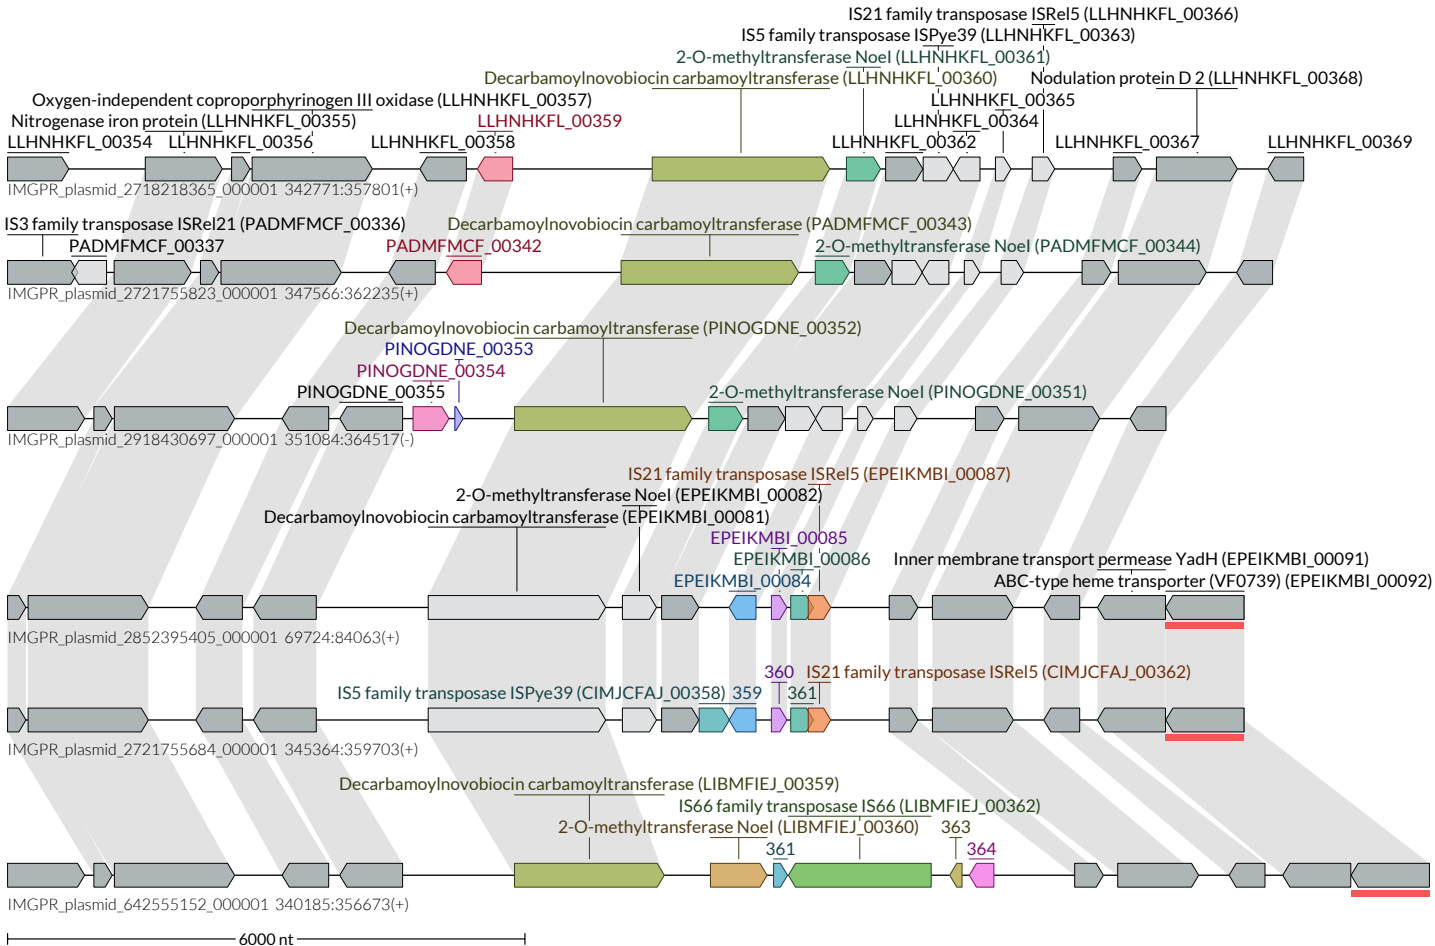 IS21 family transposase ISRel5 (LLHNHKFL_00366)
IS5 family transposase ISPye39 (LLHNHKFL_00363)
2-O-methyltransferase NoeI (LLHNHKFL_00361)
Decarbamoylnovobiocin carbamoyltransferase (LLHNHKFL_00360) Nodulation protein D 2 (LLHNHKFL_00368)
Oxygen-independent coproporphyrinogen III oxidase (LLHNHKFL_00357) LLHNHKFL_00365
Nitrogenase iron protein (LLHNHKFL_00355) LLHNHKFL_00359 LLHNHKFL_00364
LLHNHKFL_00354 LLHNHKFL_00356 LLHNHKFL_00358 LLHNHKFL_00362 LLHNHKFL_00367 LLHNHKFL_00369
IMGPR_plasmid_2718218365_000001 342771:357801(+)
IS3 family transposase ISRel21 (PADMFMCF_00336) Decarbamoylnovobiocin carbamoyltransferase (PADMFMCF_00343)
PADMFMCF_00337 PADMFMCF_00342 2-O-methyltransferase NoeI (PADMFMCF_00344)
IMGPR_plasmid_2721755823_000001 347566:362235(+)
Decarbamoylnovobiocin carbamoyltransferase (PINOGDNE_00352)
PINOGDNE_00353
PINOGDNE_00354
PINOGDNE_00355 2-O-methyltransferase NoeI (PINOGDNE_00351)
IMGPR_plasmid_2918430697_000001 351084:364517(-)
IS21 family transposase ISRel5 (EPEIKMBI_00087)
2-O-methyltransferase NoeI (EPEIKMBI_00082)
Decarbamoylnovobiocin carbamoyltransferase (EPEIKMBI_00081)
EPEIKMBI_00085
EPEIKMBI_00086 Inner membrane transport permease YadH (EPEIKMBI_00091)
EPEIKMBI_00084 ABC-type heme transporter (VF0739) (EPEIKMBI_00092)
IMGPR_plasmid_2852395405_000001 69724:84063(+)
360 IS21 family transposase ISRel5 (CIMJCFAJ_00362)
IS5 family transposase ISPye39 (CIMJCFAJ_00358) 359 361
IMGPR_plasmid_2721755684_000001 345364:359703(+)
Decarbamoylnovobiocin carbamoyltransferase (LIBMFIEJ_00359)
IS66 family transposase IS66 (LIBMFIEJ_00362)
2-O-methyltransferase NoeI (LIBMFIEJ_00360) 363
361 364
IMGPR_plasmid_642555152_000001 340185:356673(+)
6000 nt